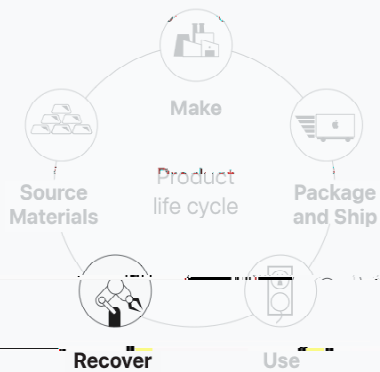 Make
Product
life cycle
Source
Materials
Package
and Ship
Recover
Use